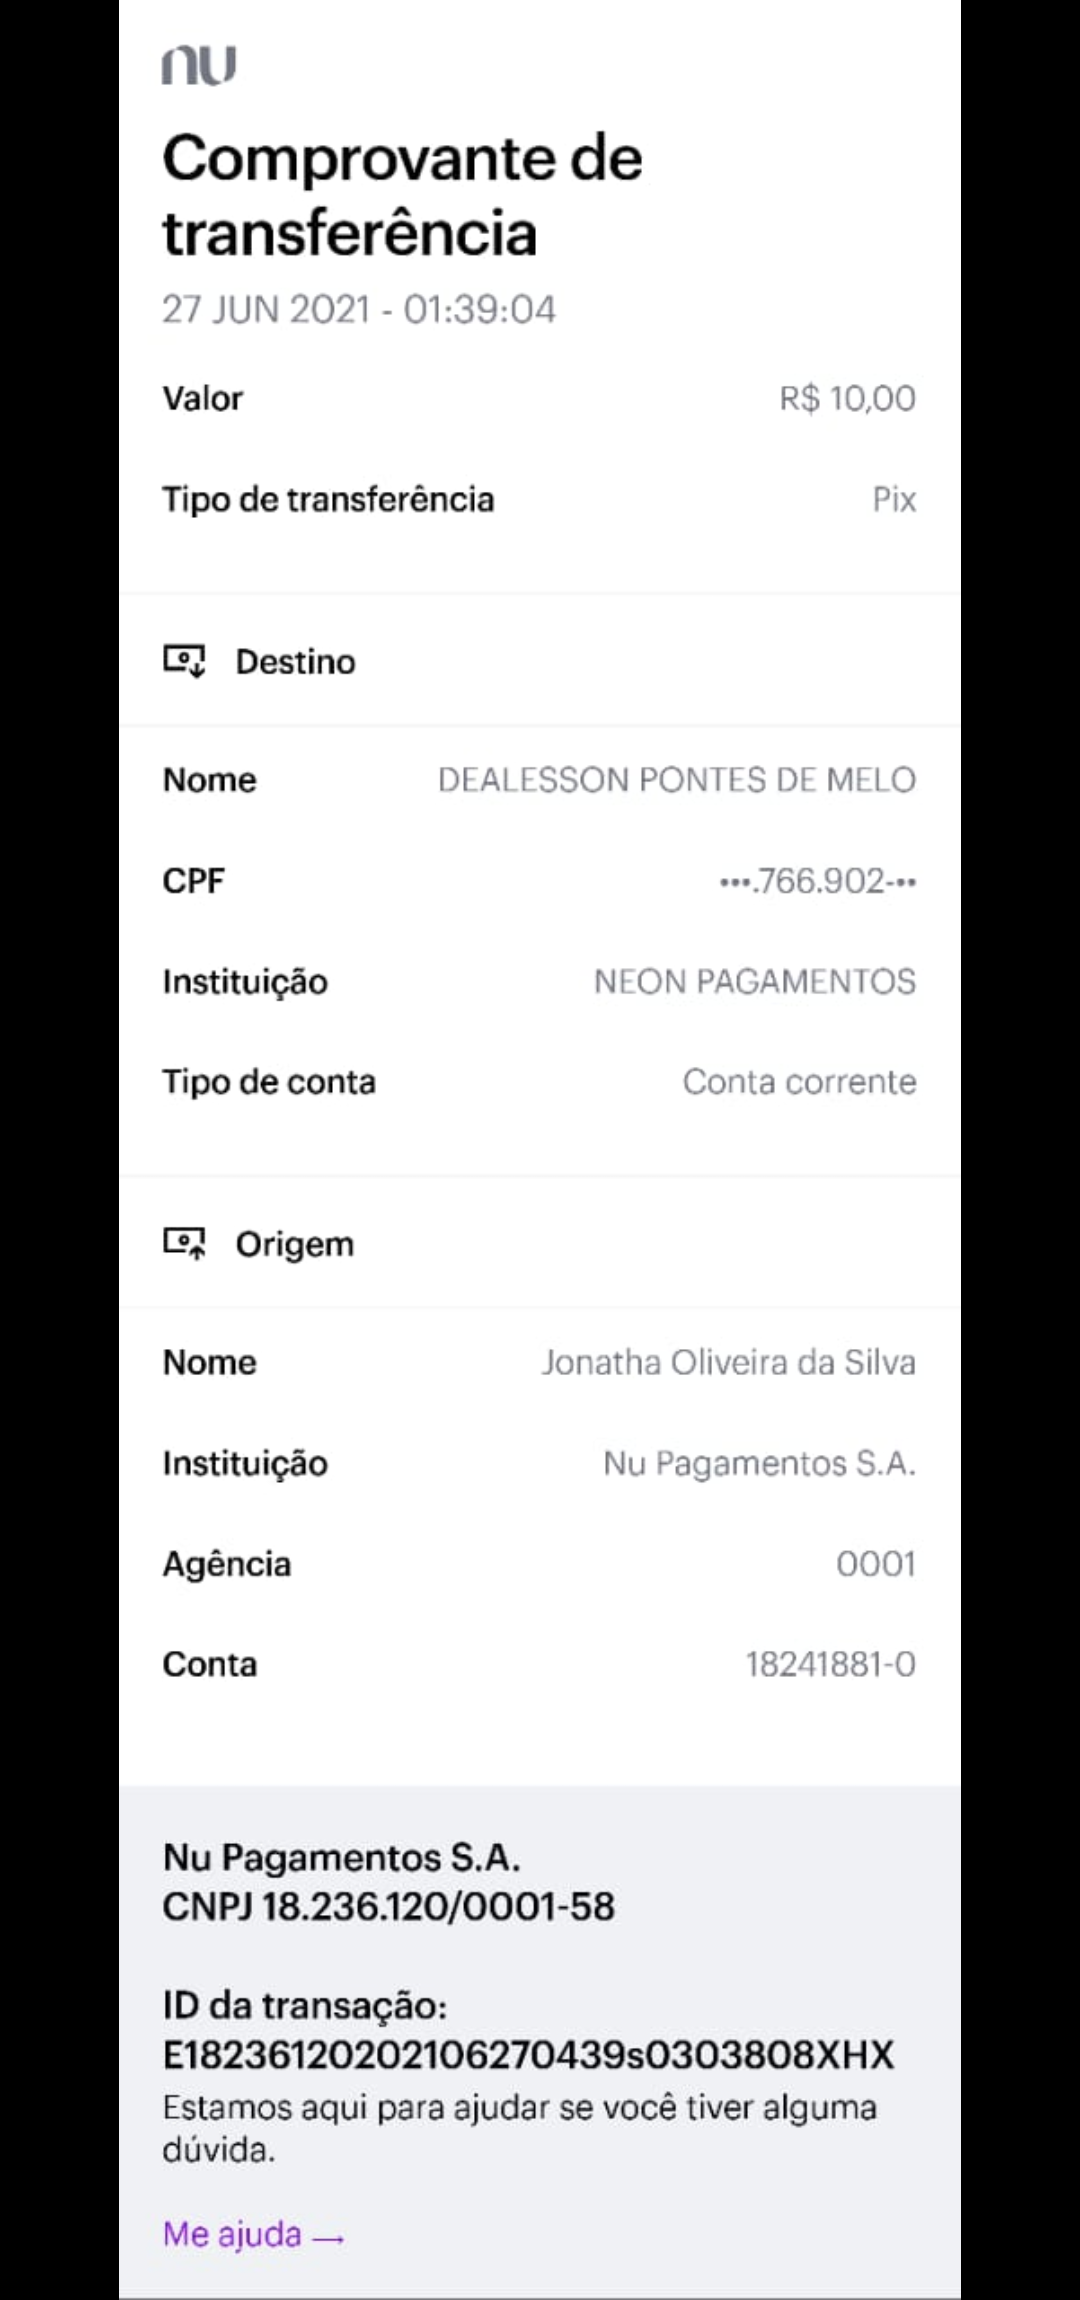 nu
Comprovante de
transferência
27 JUN 2021 - 01:39:04
Valor R$ 10,00
Tipo de transferência Pix
Destino
Nome DEALESSON PONTES DE MELO
CPF •••.766.902-••
Instituição NEON PAGAMENTOS
Tipo de conta Conta corrente
Origem
Nome Jonatha Oliveira da Silva
Instituição Nu Pagamentos S.A.
Agência 0001
Conta 18241881-0
Nu Pagamentos S.A.
CNPJ 18.236.120/0001-58
ID da transação:
E18236120202106270439s0303808XHX
Estamos aqui para ajudar se você tiver alguma
dúvida.
Me ajuda →